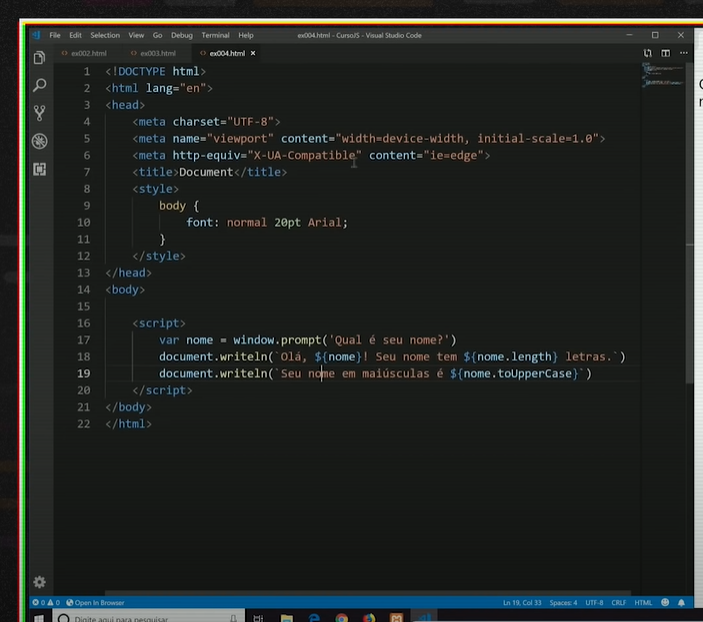 File Edit Selection View Go Debug Terminal Help ex004.html - CursoJS - Visual Studio Code
ex002.html ex003.html ex004.html ×
1 <!DOCTYPE html>
2 <html lang="en">
3 <head>
4 <meta charset="UTF-8">
5 <meta name="viewport" content="width=device-width, initial-scale=1.0">
6 <meta http-equiv="X-UA-Compatible" content="ie=edge">
7 <title>Document</title>
8 <style>
9 body {
10 font: normal 20pt Arial;
11 }
12 </style>
13 </head>
14 <body>
15
16 <script>
17 var nome = window.prompt('Qual é seu nome?')
18 document.writeln(`Olá, ${nome}! Seu nome tem ${nome.length} letras.`)
19 document.writeln(`Seu nome em maiúsculas é ${nome.toUpperCase}`)
20 </script>
21 </body>
22 </html>
0 0 Open In Browser Ln 19, Col 33 Spaces: 4 UTF-8 CRLF HTML
Digite aqui para pesquisar